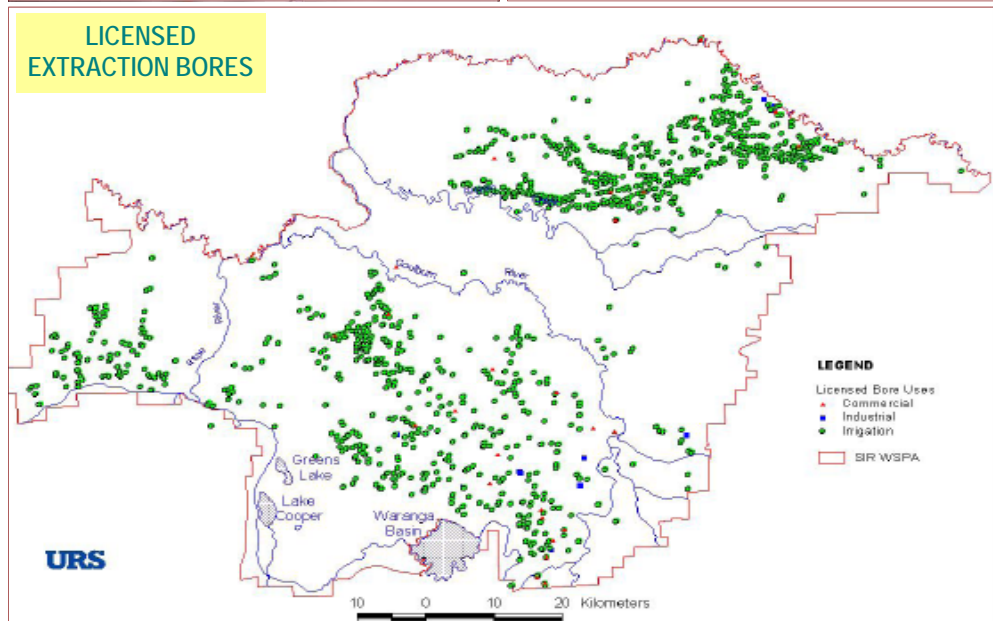 LICENSED
EXTRACTION BORES
Goulburn
River
River
LEGEND
Licensed Bore Uses
Commercial
Industrial
Irrigation
SIR WSPA
Greens
Lake
Lake
Cooper
Waranga
Basin
URS
10 0 10 20 Kilometers